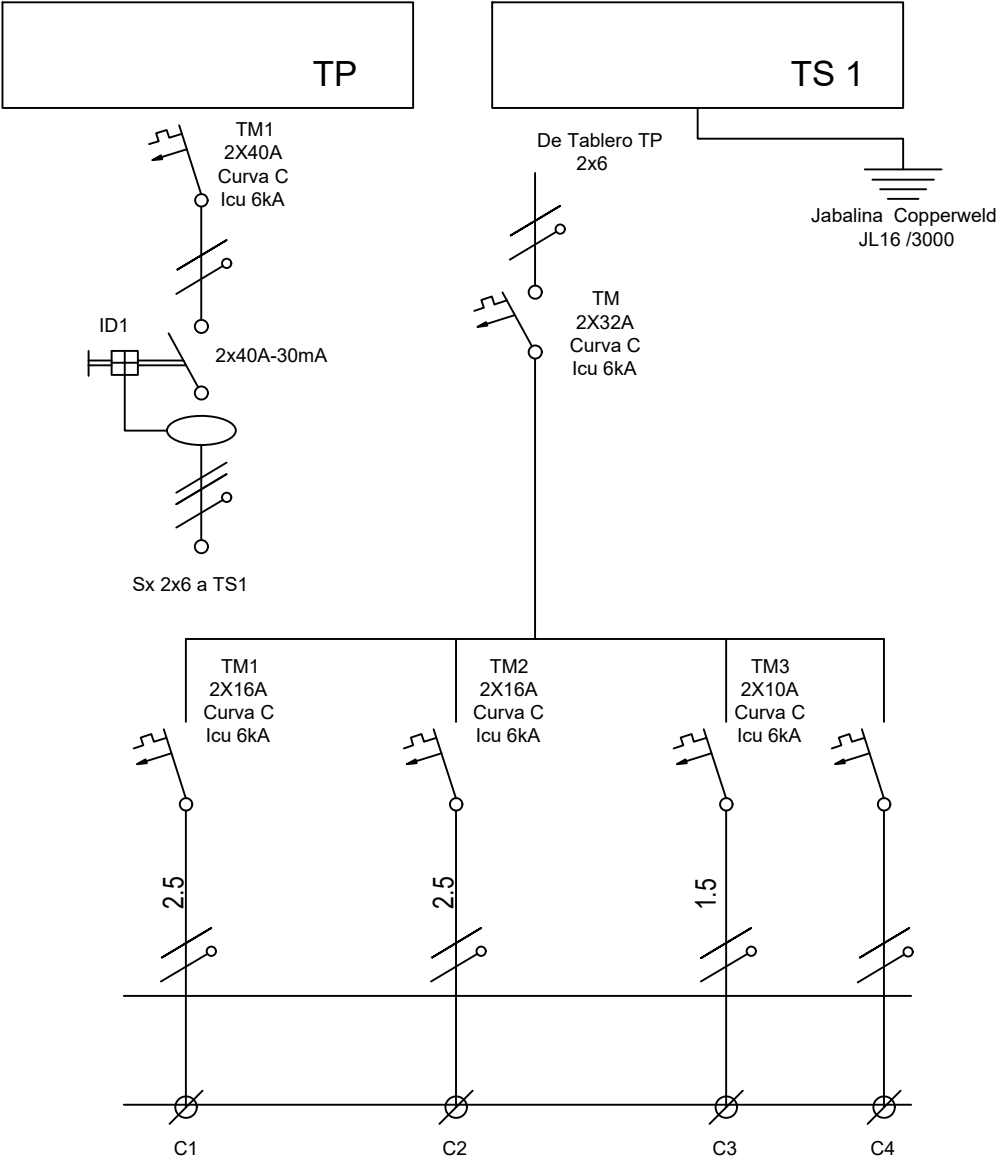 TP
TM1
2X40A
Curva C
Icu 6kA
ID1
2x40A-30mA
Sx 2x6 a TS1
TS 1
De Tablero TP
2x6
Jabalina Copperweld
JL16 /3000
TM
2X32A
Curva C
Icu 6kA
TM1
2X16A
Curva C
Icu 6kA
TM2
2X16A
Curva C
Icu 6kA
TM3
2X10A
Curva C
Icu 6kA
2.5
2.5
1.5
C1
C2
C3
C4